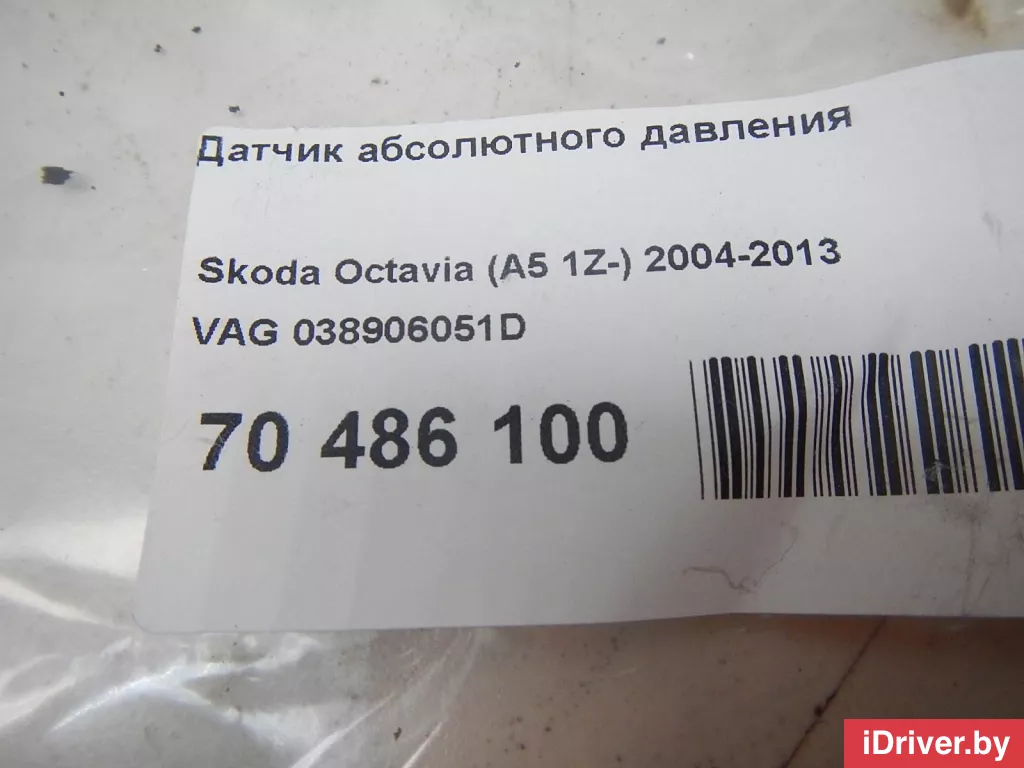 Датчик абсолютного давления
Skoda Octavia (A5 1Z-) 2004-2013
VAG 038906051D
70 486 100
iDriver.by